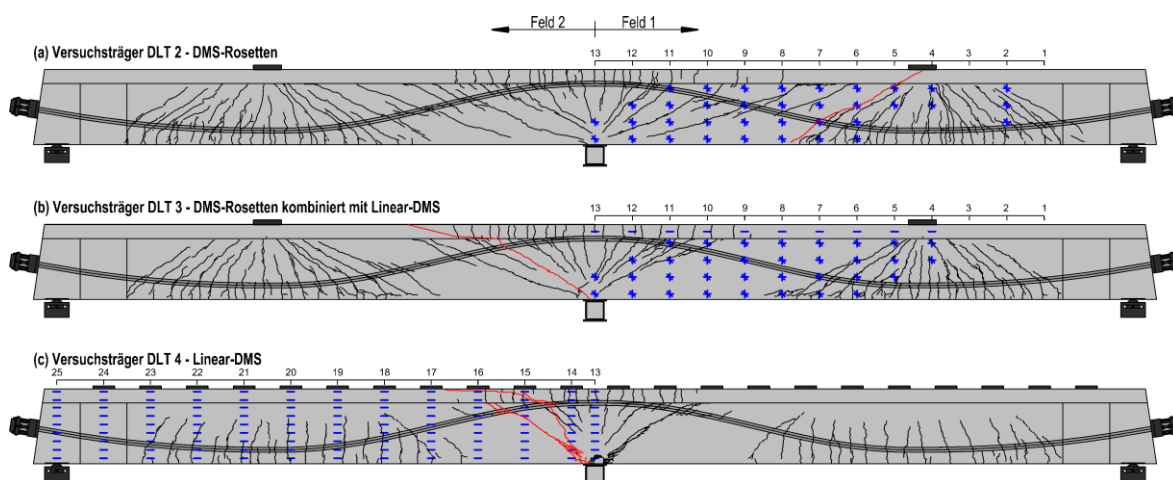 Feld 2 Feld 1
(a) Versuchsträger DLT 2 - DMS-Rosetten
13 12 11 10 9 8 7 6 5 4 3 2 1
(b) Versuchsträger DLT 3 - DMS-Rosetten kombiniert mit Linear-DMS
13 12 11 10 9 8 7 6 5 4 3 2 1
(c) Versuchsträger DLT 4 - Linear-DMS
25 24 23 22 21 20 19 18 17 16 15 14 13